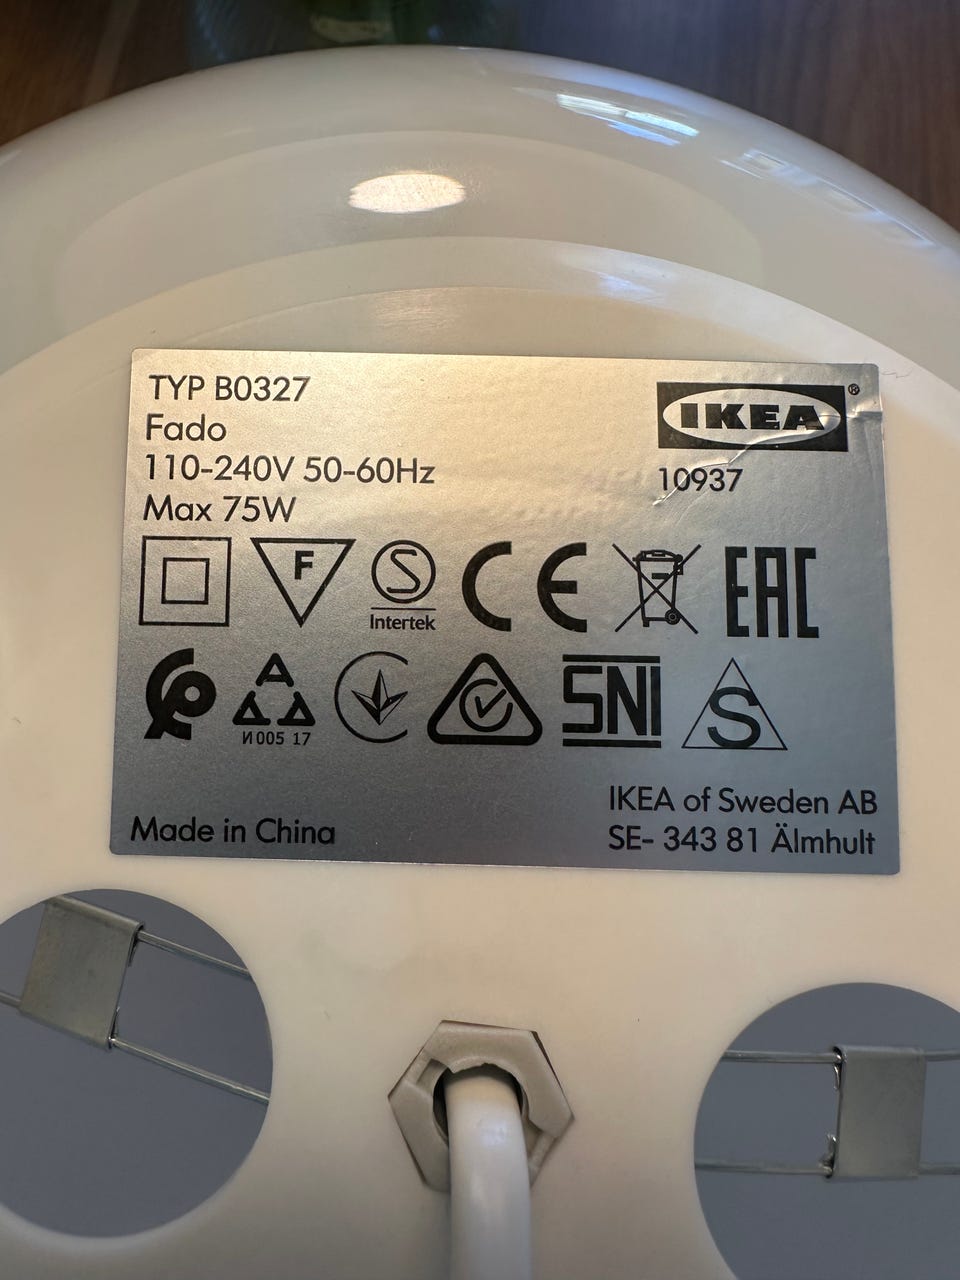 TYP B0327
Fado
110-240V 50-60Hz
Max 75W
IKEA®
10937
F
S
Intertek
CE
EAC
A
И005 17
SNI
S
Made in China
IKEA of Sweden AB
SE- 343 81 Älmhult